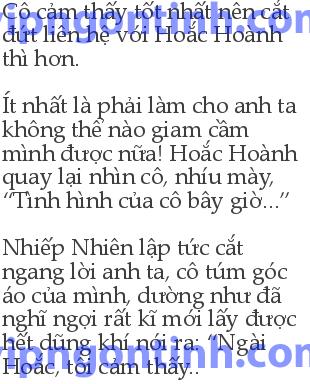 Cô cảm thấy tốt nhất nên cắt
đứt liên hệ với Hoắc Hoành
thì hơn.
Ít nhất là phải làm cho anh ta
không thể nào giam cầm
mình được nữa! Hoắc Hoành
quay lại nhìn cô, nhíu mày,
“Tình hình của cô bây giờ...”
Nhiếp Nhiên lập tức cắt
ngang lời anh ta, cô túm góc
áo của mình, dường như đã
nghĩ ngợi rất kĩ mới lấy được
hết dũng khí nói ra: “Ngài
Hoắc, tôi cảm thấy..
vipngontinh.com
vipngontinh.com